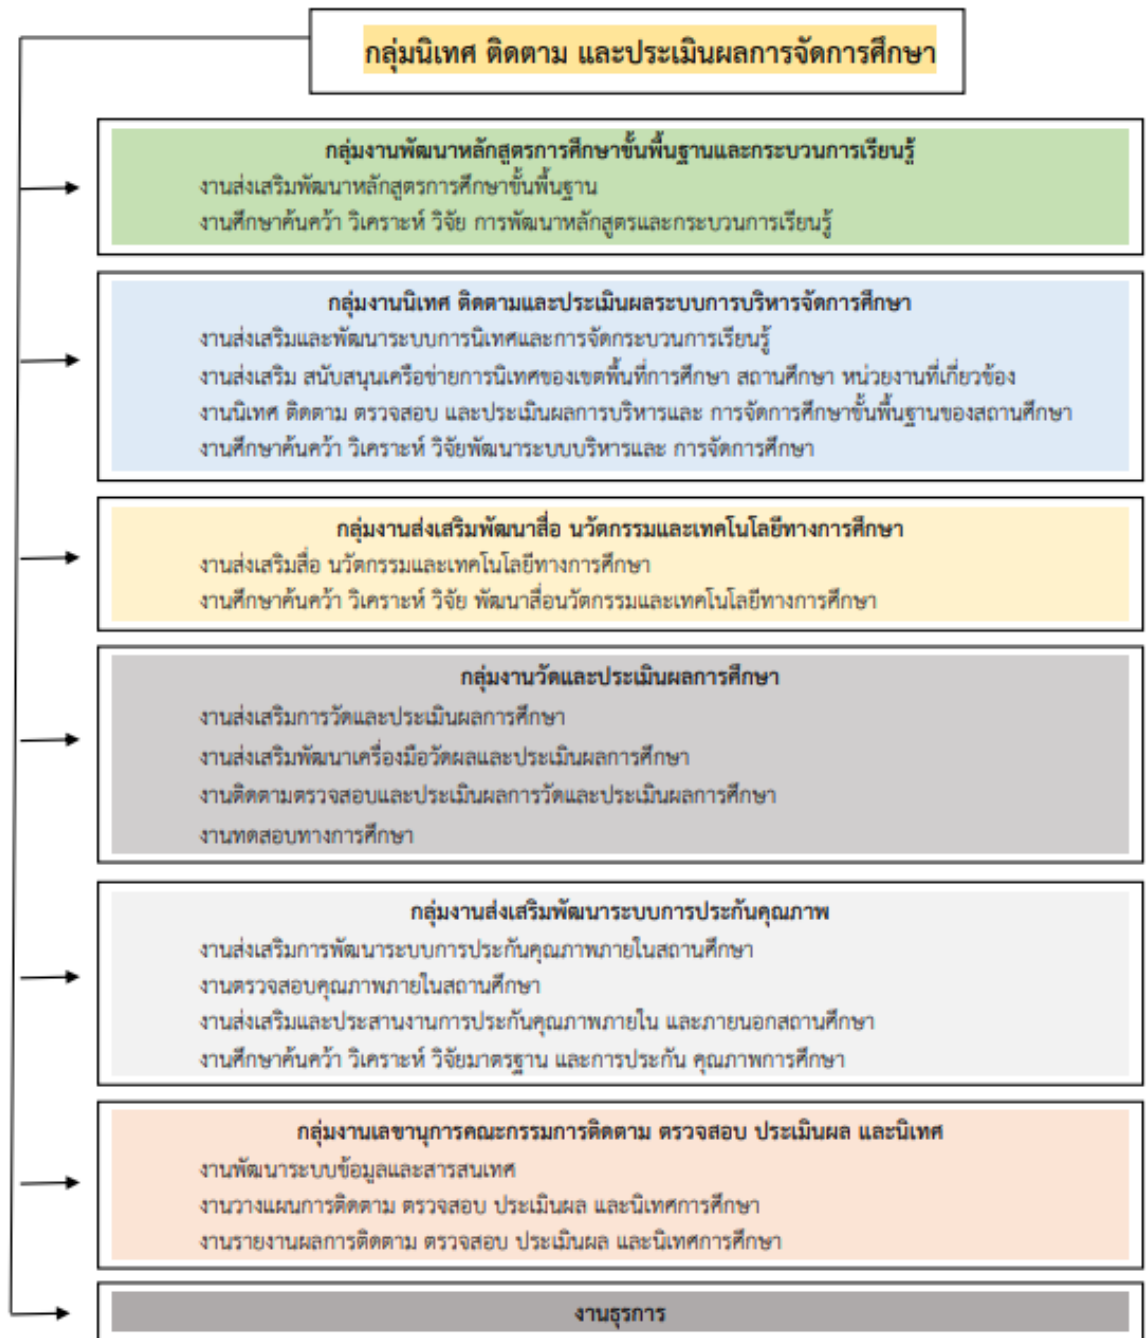 กลุ่มนิเทศ ติดตาม และประเมินผลการจัดการศึกษา
กลุ่มงานพัฒนาหลักสูตรการศึกษาขั้นพื้นฐานและกระบวนการเรียนรู้
งานส่งเสริมพัฒนาหลักสูตรการศึกษาขั้นพื้นฐาน
งานศึกษาค้นคว้า วิเคราะห์ วิจัย การพัฒนาหลักสูตรและกระบวนการเรียนรู้
กลุ่มงานนิเทศ ติดตามและประเมินผลระบบการบริหารจัดการศึกษา
งานส่งเสริมและพัฒนาระบบการนิเทศและการจัดกระบวนการเรียนรู้
งานส่งเสริม สนับสนุนเครือข่ายการนิเทศของเขตพื้นที่การศึกษา สถานศึกษา หน่วยงานที่เกี่ยวข้อง
งานนิเทศ ติดตาม ตรวจสอบ และประเมินผลการบริหารและ การจัดการศึกษาขั้นพื้นฐานของสถานศึกษา
งานศึกษาค้นคว้า วิเคราะห์ วิจัยพัฒนาระบบบริหารและ การจัดการศึกษา
กลุ่มงานส่งเสริมพัฒนาสื่อ นวัตกรรมและเทคโนโลยีทางการศึกษา
งานส่งเสริมสื่อ นวัตกรรมและเทคโนโลยีทางการศึกษา
งานศึกษาค้นคว้า วิเคราะห์ วิจัย พัฒนาสื่อนวัตกรรมและเทคโนโลยีทางการศึกษา
กลุ่มงานวัดและประเมินผลการศึกษา
งานส่งเสริมการวัดและประเมินผลการศึกษา
งานส่งเสริมพัฒนาเครื่องมือวัดผลและประเมินผลการศึกษา
งานติดตามตรวจสอบและประเมินผลการวัดและประเมินผลการศึกษา
งานทดสอบทางการศึกษา
กลุ่มงานส่งเสริมพัฒนาระบบการประกันคุณภาพ
งานส่งเสริมการพัฒนาระบบการประกันคุณภาพภายในสถานศึกษา
งานตรวจสอบคุณภาพภายในสถานศึกษา
งานส่งเสริมและประสานงานการประกันคุณภาพภายใน และภายนอกสถานศึกษา
งานศึกษาค้นคว้า วิเคราะห์ วิจัยมาตรฐาน และการประกัน คุณภาพการศึกษา
กลุ่มงานเลขานุการคณะกรรมการติดตาม ตรวจสอบ ประเมินผล และนิเทศ
งานพัฒนาระบบข้อมูลและสารสนเทศ
งานวางแผนการติดตาม ตรวจสอบ ประเมินผล และนิเทศการศึกษา
งานรายงานผลการติดตาม ตรวจสอบ ประเมินผล และนิเทศการศึกษา
งานธุรการ